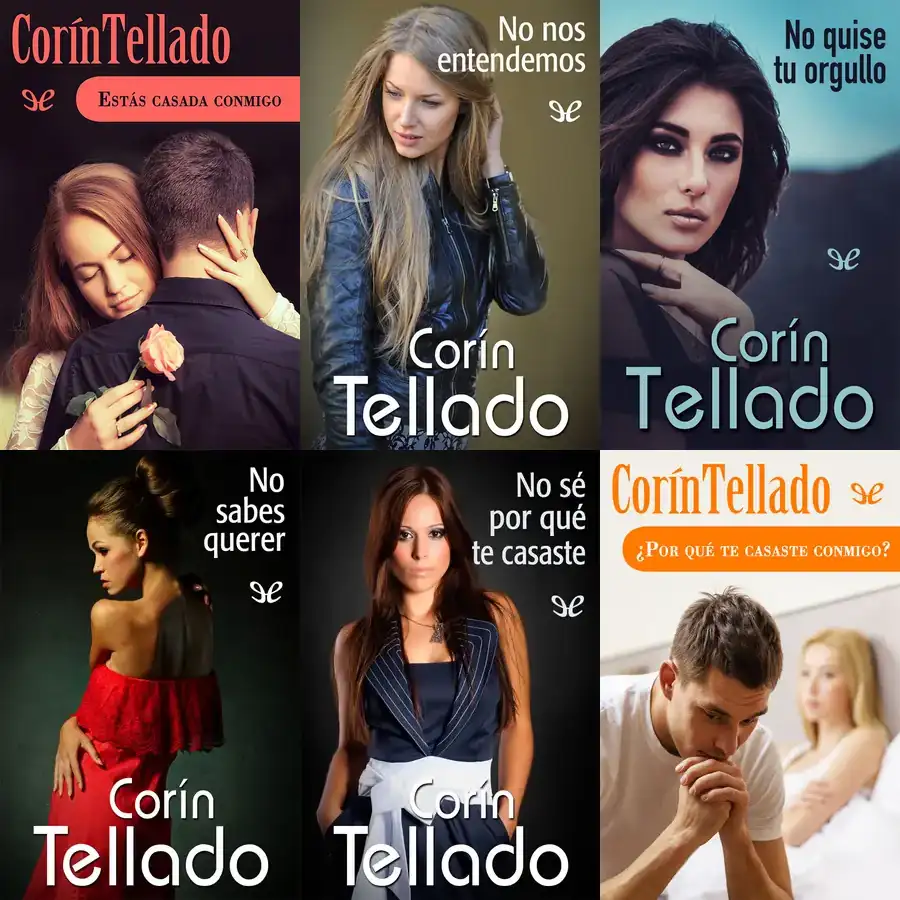 CorínTellado
Estás casada conmigo
No nos
entendemos
Corín
Tellado
No quise
tu orgullo
Corín
Tellado
No
sabes
querer
Corín
Tellado
No sé
por qué
te casaste
Corín
Tellado
CorínTellado
¿Por qué te casaste conmigo?